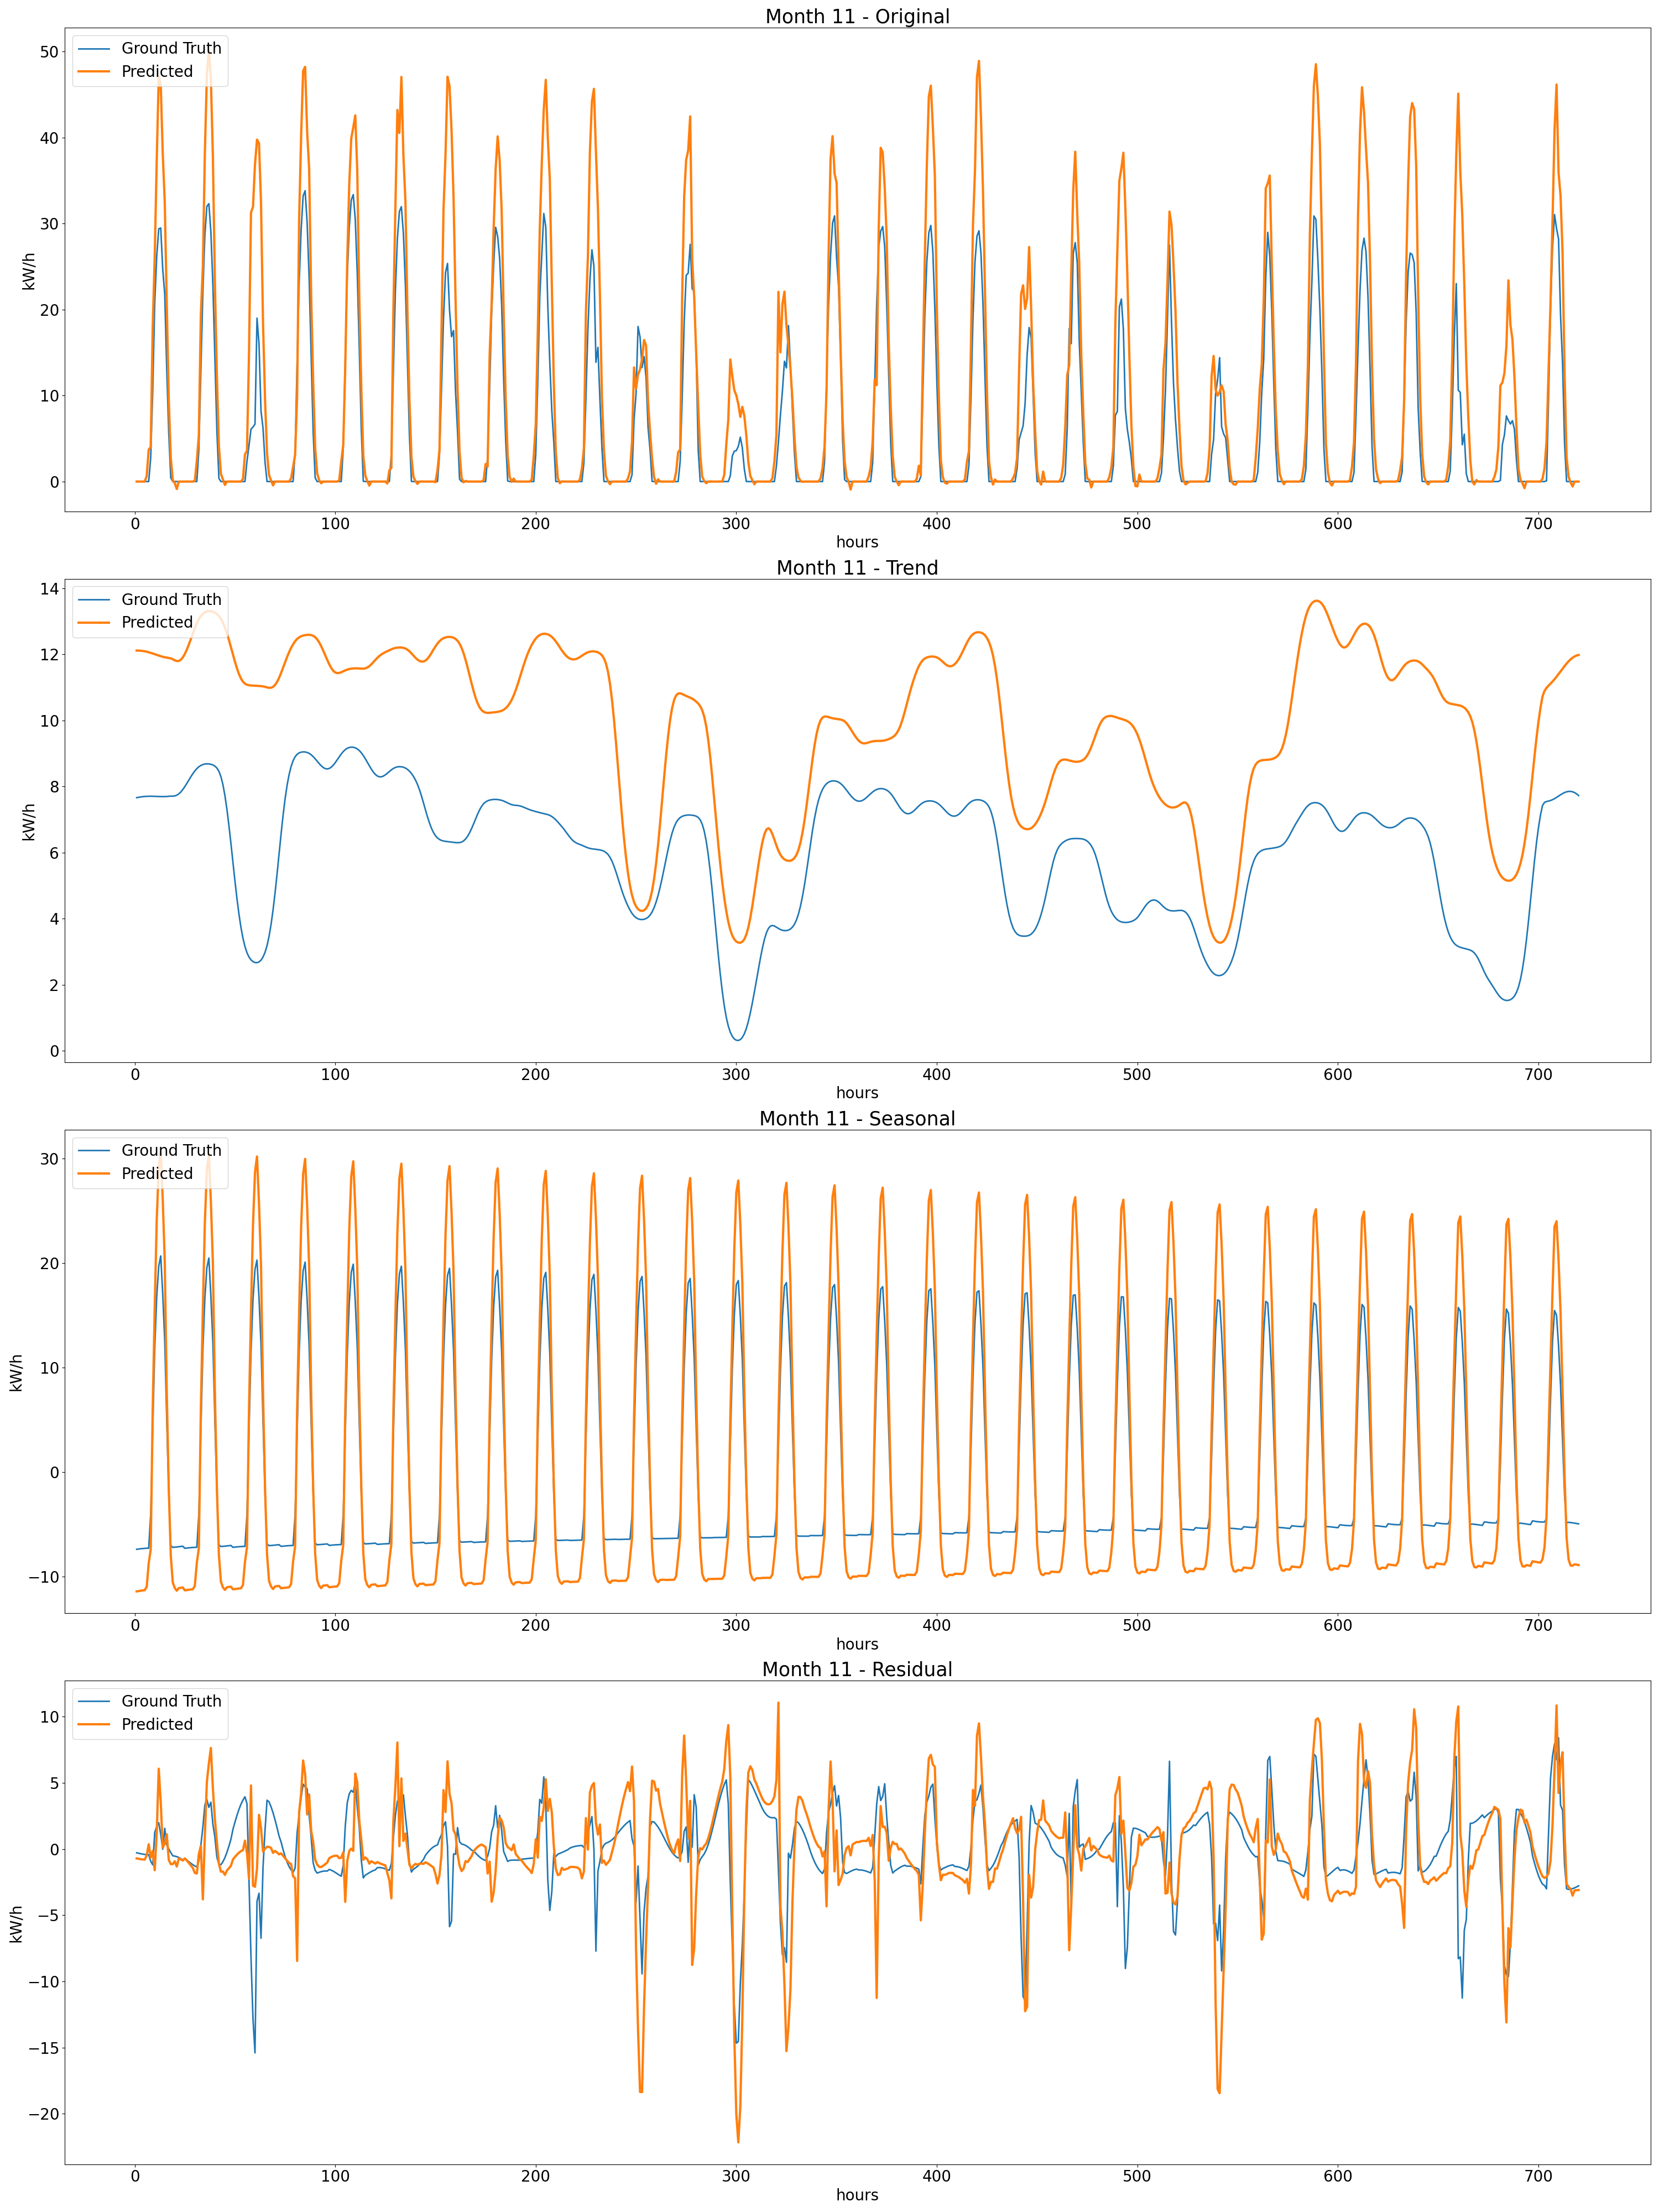 Month 11 - Original
Ground Truth
Predicted
50
40
30
20
10
0
kW/h
0 100 200 300 400 500 600 700
hours
Month 11 - Trend
Ground Truth
Predicted
14
12
10
8
6
4
2
0
kW/h
0 100 200 300 400 500 600 700
hours
Month 11 - Seasonal
Ground Truth
Predicted
30
20
10
0
−10
kW/h
0 100 200 300 400 500 600 700
hours
Month 11 - Residual
Ground Truth
Predicted
10
5
0
−5
−10
−15
−20
kW/h
0 100 200 300 400 500 600 700
hours